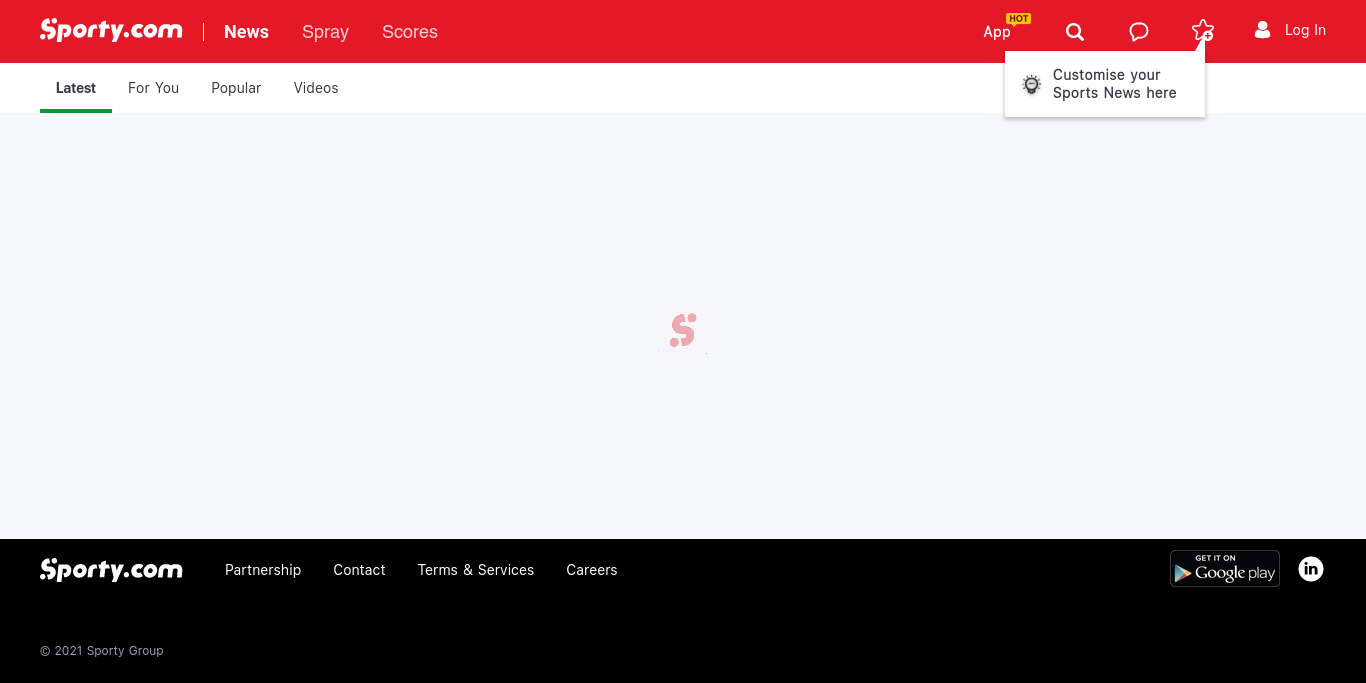 Sporty.com
News
Spray
Scores
App
HOT
Log In
Customise your
Sports News here
Latest
For You
Popular
Videos
S
Sporty.com
Partnership
Contact
Terms & Services
Careers
GET IT ON
Google play
in
© 2021 Sporty Group